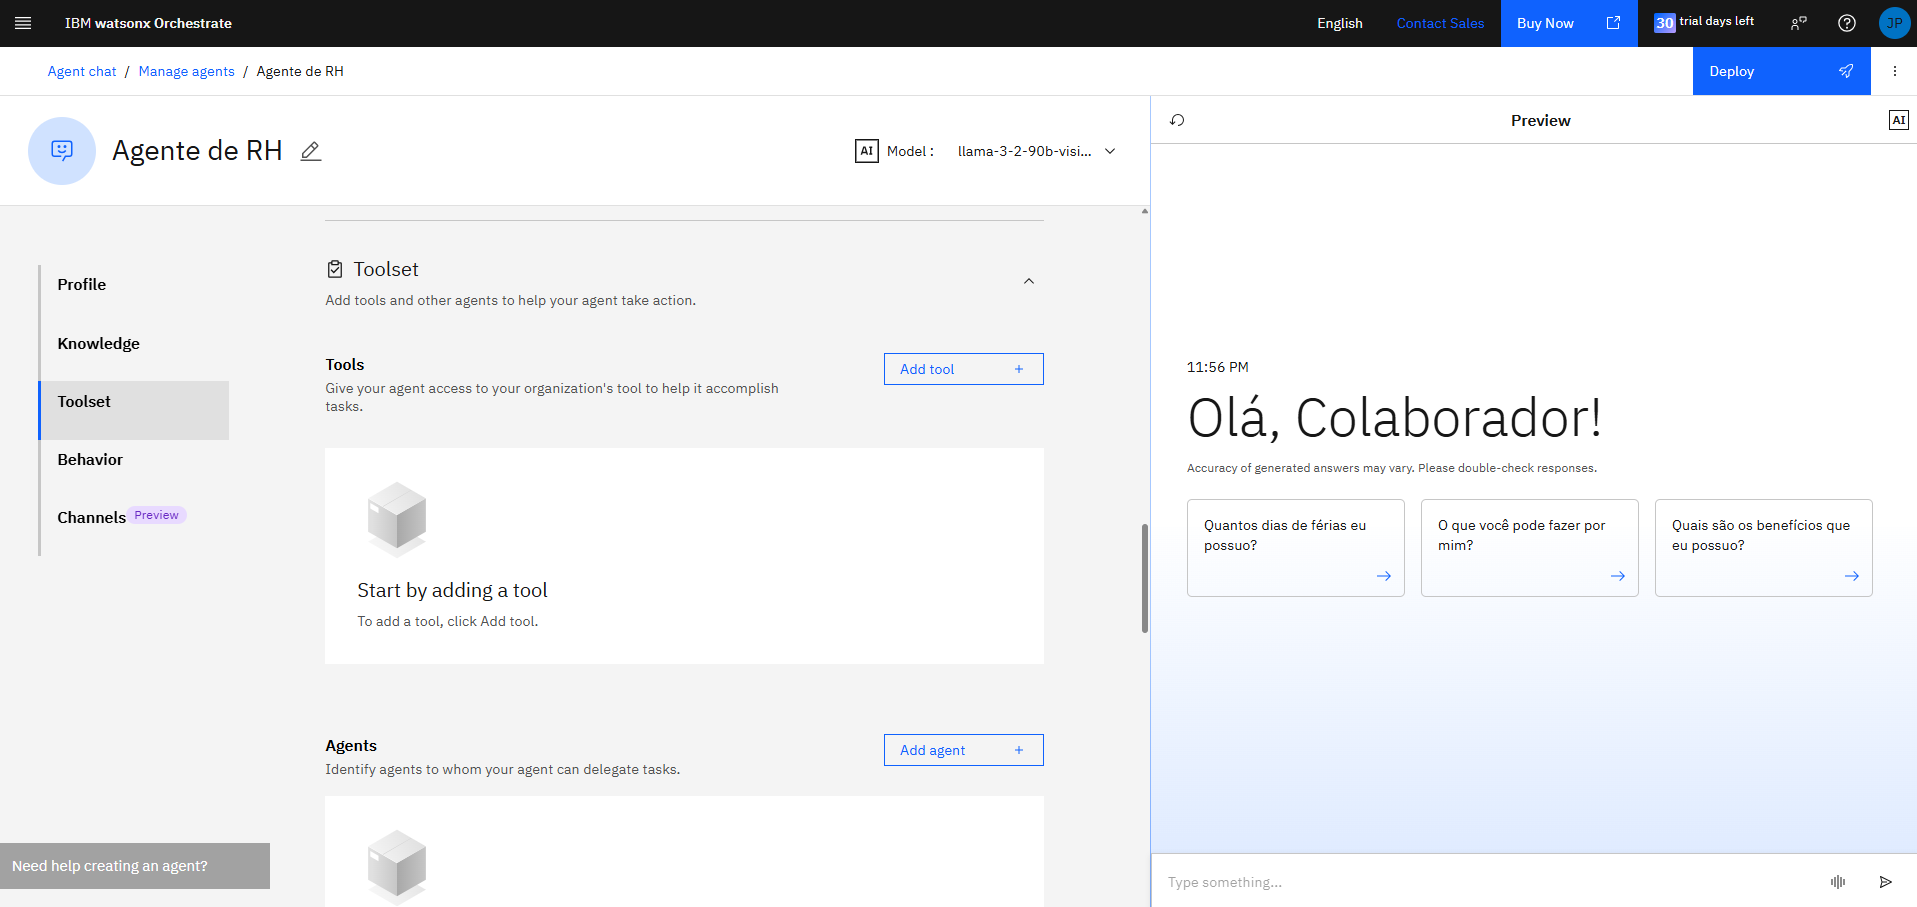 IBM watsonx Orchestrate
English
Contact Sales
Buy Now
30 trial days left
JP
Agent chat / Manage agents / Agente de RH
Deploy
Agente de RH
AI Model : llama-3-2-90b-visi...
Preview
AI
Profile
Knowledge
Toolset
Behavior
Channels Preview
Toolset
Add tools and other agents to help your agent take action.
Tools
Give your agent access to your organization's tool to help it accomplish
tasks.
Add tool +
Start by adding a tool
To add a tool, click Add tool.
Agents
Identify agents to whom your agent can delegate tasks.
Add agent +
Need help creating an agent?
11:56 PM
Olá, Colaborador!
Accuracy of generated answers may vary. Please double-check responses.
Quantos dias de férias eu
possuo?
O que você pode fazer por
mim?
Quais são os benefícios que
eu possuo?
Type something...